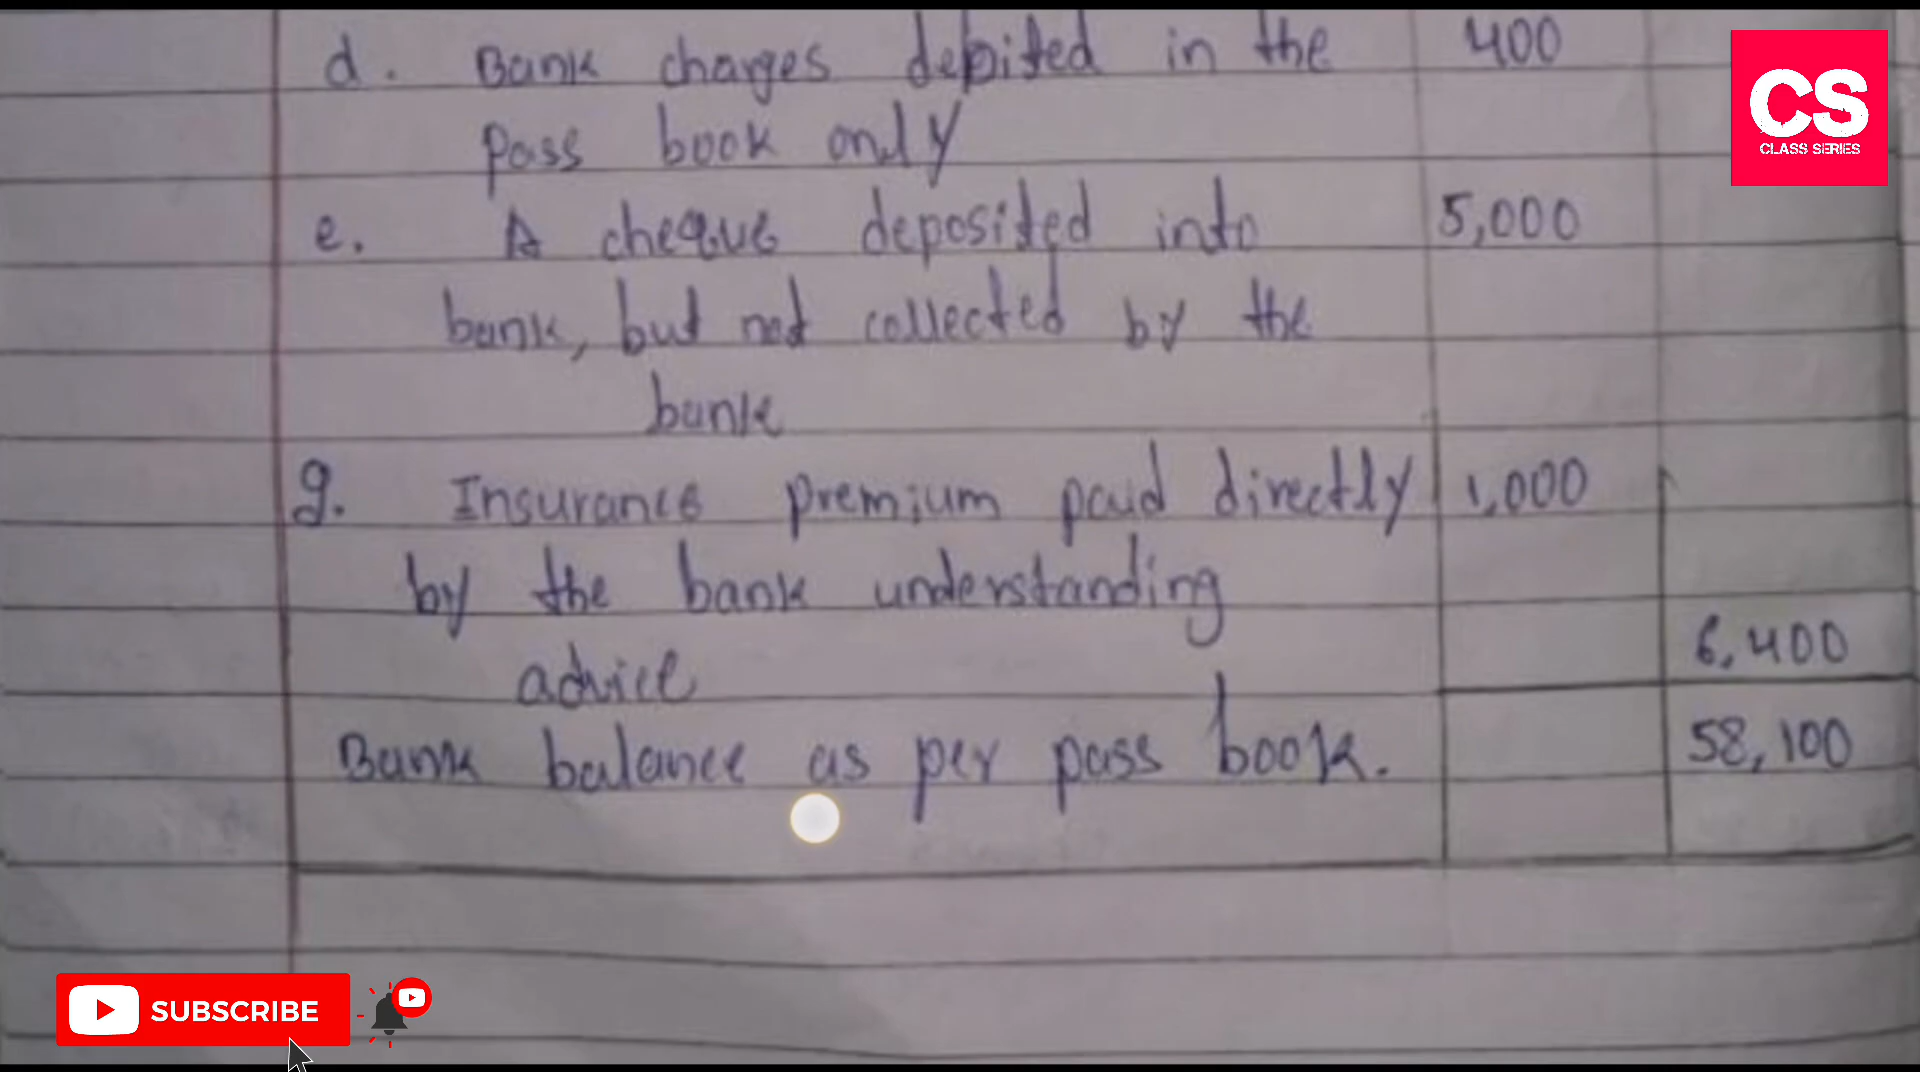 d. Bank charges debited in the 400
pass book only
e. A cheque deposited into 5,000
bank, but not collected by the
bank
g. Insurance premium paid directly 1,000
by the bank understanding
advice 6,400
Bank balance as per pass book. 58,100
CS
CLASS SERIES
SUBSCRIBE